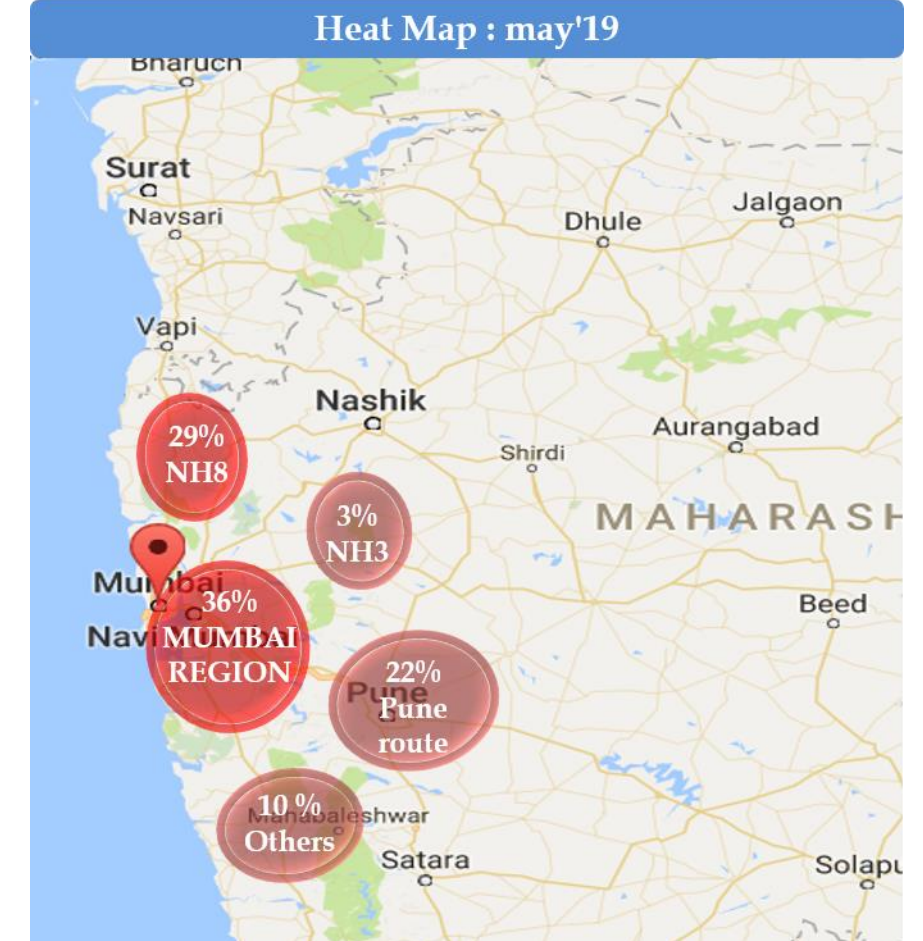 Heat Map : may'19
Bharuch
Surat
Navsari
Dhule
Jalgaon
Vapi
Nashik
Aurangabad
29%
NH8
Shirdi
3%
NH3
MAHARASH
Mumbai
36%
MUMBAI
REGION
Navi
Beed
22%
Pune
Pune
route
10 %
Others
Mahabaleshwar
Satara
Solapu